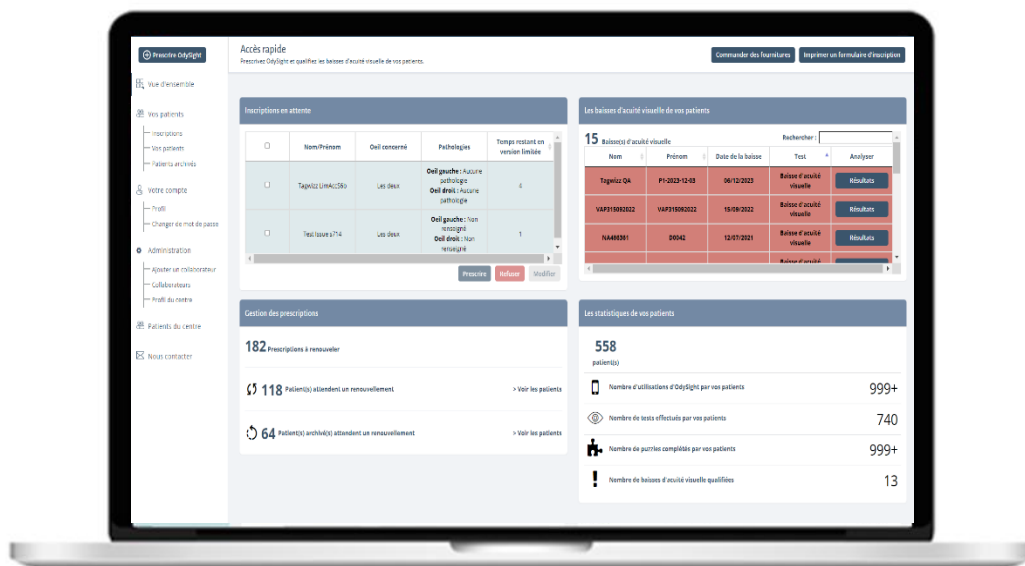 Prescrire OdySight
Accès rapide
Prescrivez OdySight et qualifiez les baisses d'acuité visuelle de vos patients.
Commander des fournitures
Imprimer un formulaire d'inscription
Vue d'ensemble
Vos patients
Inscriptions
Vos patients
Patients archivés
Votre compte
Profil
Changer de mot de passe
Administration
Ajouter un collaborateur
Collaborateurs
Profil du centre
Patients du centre
Nous contacter
Inscriptions en attente
Nom/Prénom
Oeil concerné
Pathologies
Temps restant en
version limitée
Tagwizz LimAccS6b
Les deux
Oeil gauche : Aucune
pathologie
Oeil droit : Aucune
pathologie
4
Test Issue s714
Les deux
Oeil gauche : Non
renseigné
Oeil droit : Non
renseigné
1
Prescrire
Refuser
Modifier
Les baisses d'acuité visuelle de vos patients
15 Baisse(s) d'acuité visuelle
Rechercher :
Nom
Prénom
Date de la baisse
Test
Analyser
Tagwizz QA
P1-2023-12-03
06/12/2023
Baisse d'acuité
visuelle
Résultats
VAP315092022
VAP315092022
15/09/2022
Baisse d'acuité
visuelle
Résultats
NA400301
D0042
12/07/2021
Baisse d'acuité
visuelle
Résultats
Baisse d'acuité
Gestion des prescriptions
182 Prescriptions à renouveler
118 Patient(s) attendent un renouvellement
> Voir les patients
64 Patient(s) archivé(s) attendent un renouvellement
> Voir les patients
Les statistiques de vos patients
558
patient(s)
Nombre d'utilisations d'OdySight par vos patients
999+
Nombre de tests effectués par vos patients
740
Nombre de puzzles complétés par vos patients
999+
Nombre de baisses d'acuité visuelle qualifiées
13